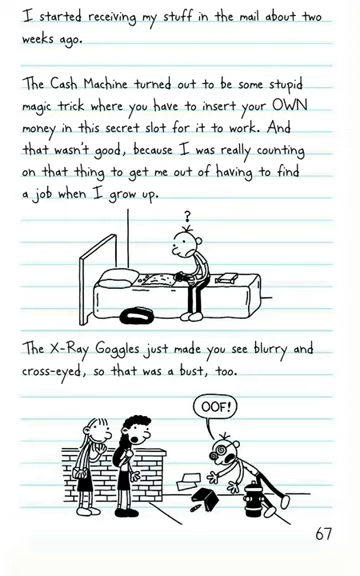 I started receiving my stuff in the mail about two
weeks ago.
The Cash Machine turned out to be some stupid
magic trick where you have to insert your OWN
money in this secret slot for it to work. And
that wasn't good, because I was really counting
on that thing to get me out of having to find
a job when I grow up.
?
The X-Ray Goggles just made you see blurry and
cross-eyed, so that was a bust, too.
OOF!
67